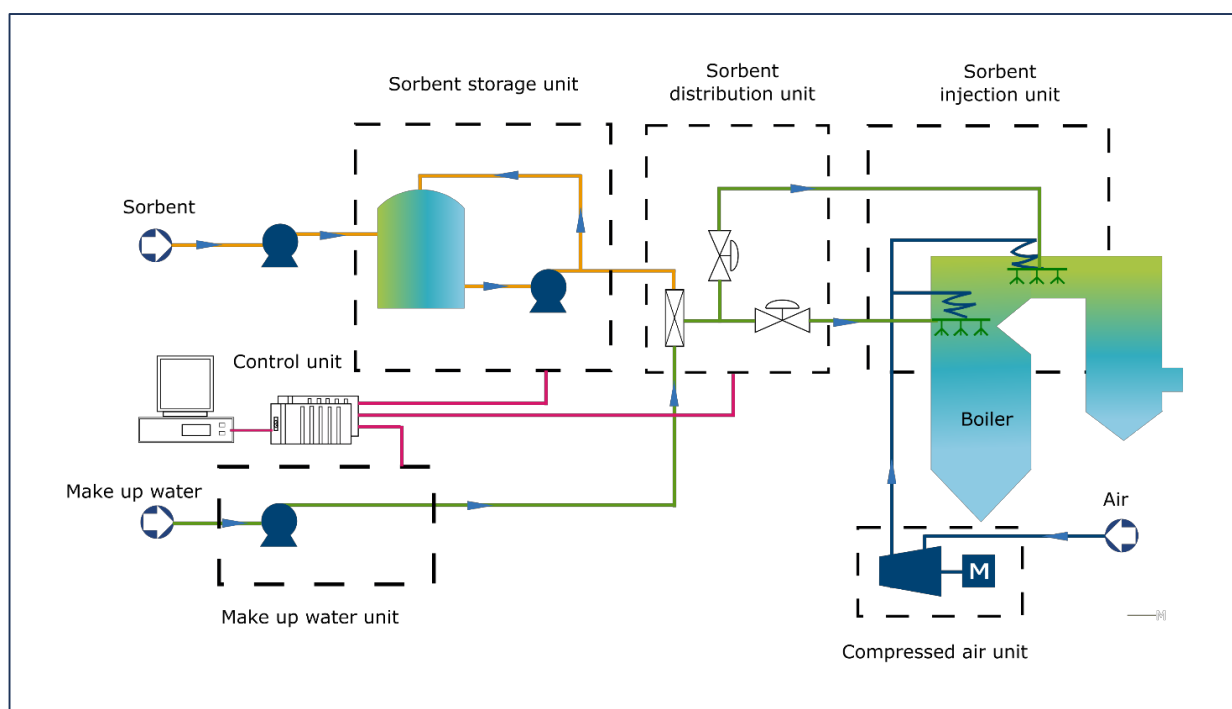 Sorbent storage unit
Sorbent
distribution unit
Sorbent
injection unit
Sorbent
Control unit
Boiler
Make up water
Air
M
Make up water unit
M
Compressed air unit